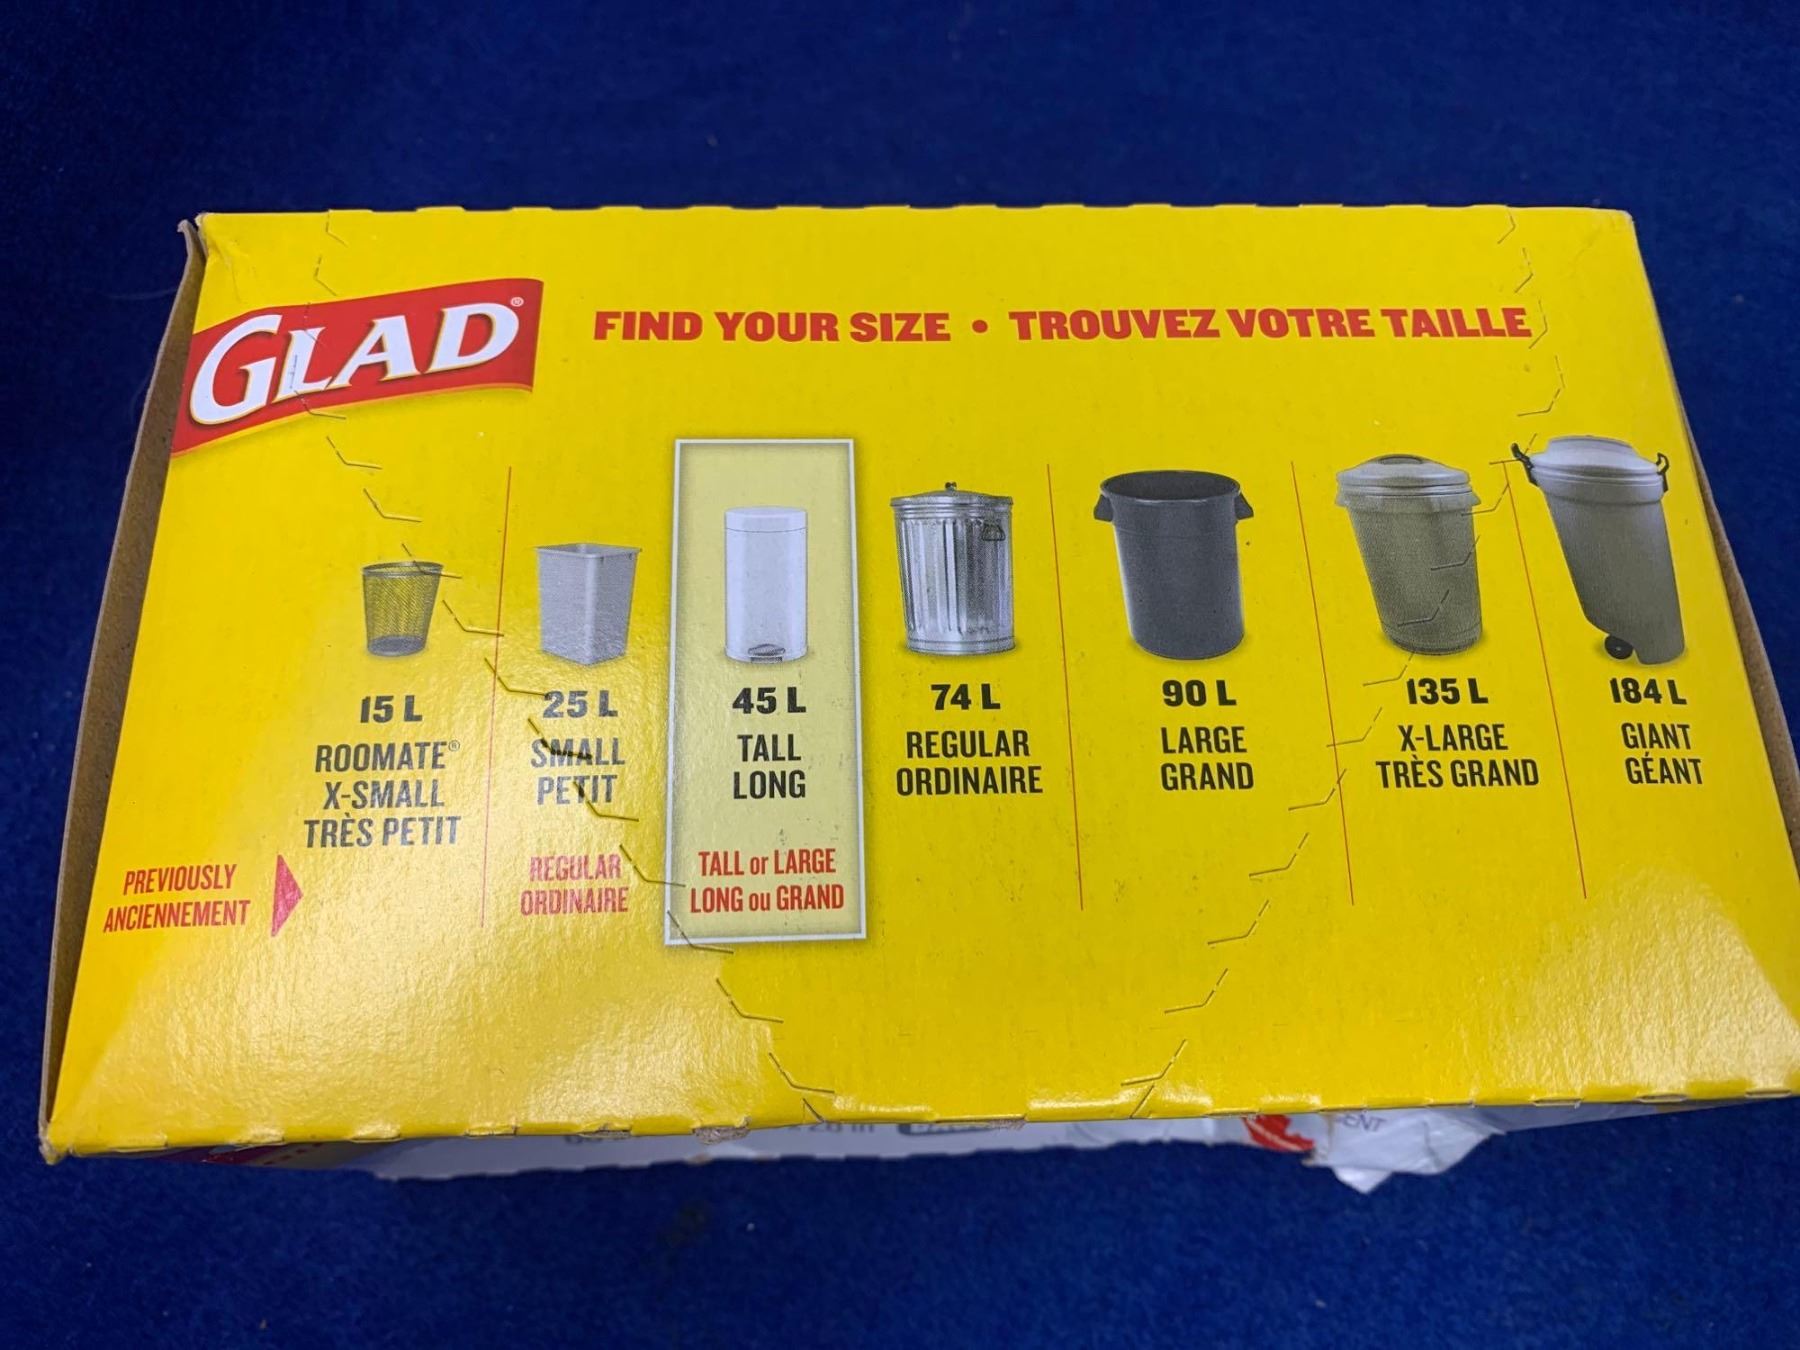 GLAD®
FIND YOUR SIZE • TROUVEZ VOTRE TAILLE
15 L
ROOMATE®
X-SMALL
TRÈS PETIT
25 L
SMALL
PETIT
REGULAR
ORDINAIRE
45 L
TALL
LONG
TALL or LARGE
LONG ou GRAND
74 L
REGULAR
ORDINAIRE
90 L
LARGE
GRAND
135 L
X-LARGE
TRÈS GRAND
184 L
GIANT
GÉANT
PREVIOUSLY
ANCIENNEMENT